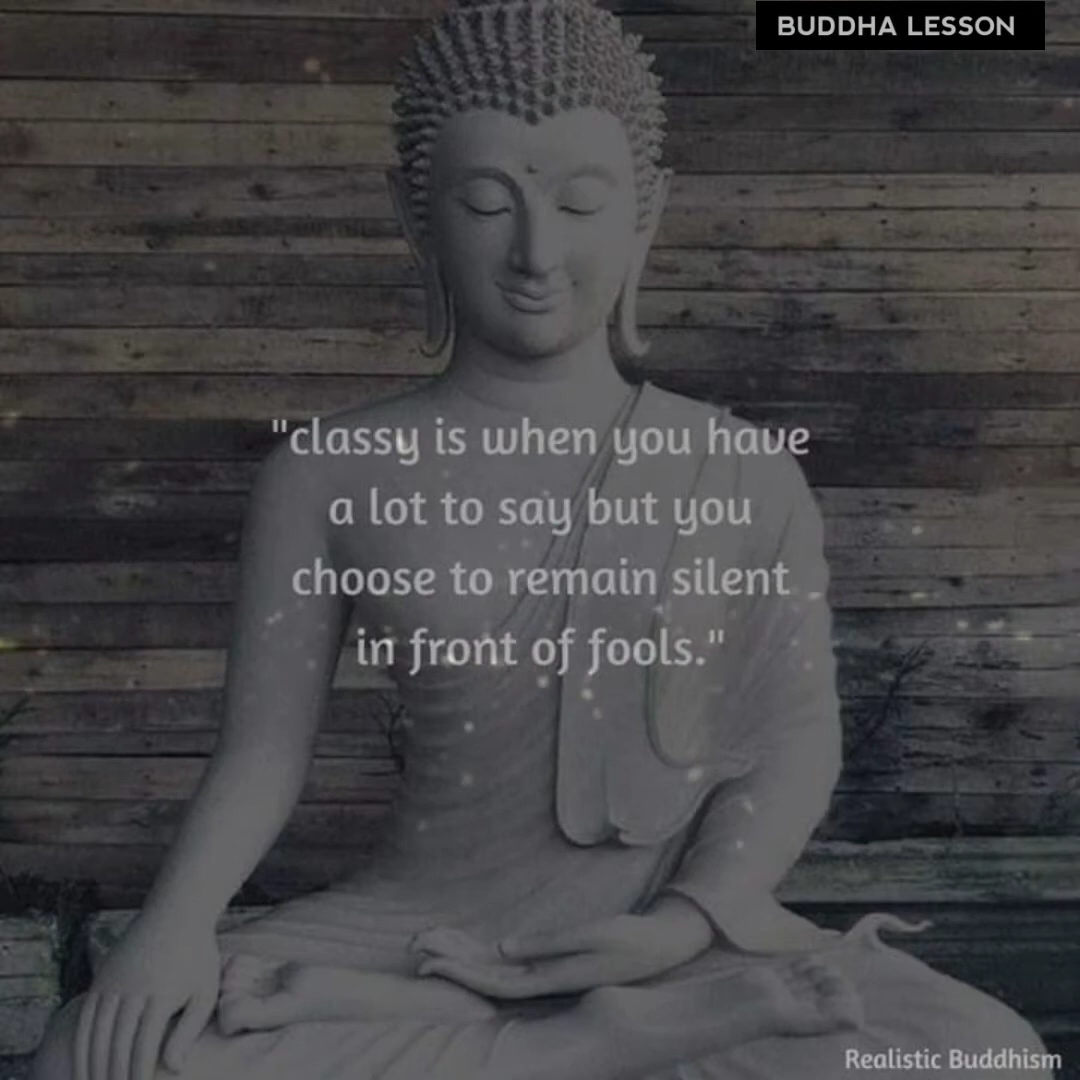 BUDDHA LESSON
"classy is when you have
a lot to say but you
choose to remain silent
in front of fools."
Realistic Buddhism